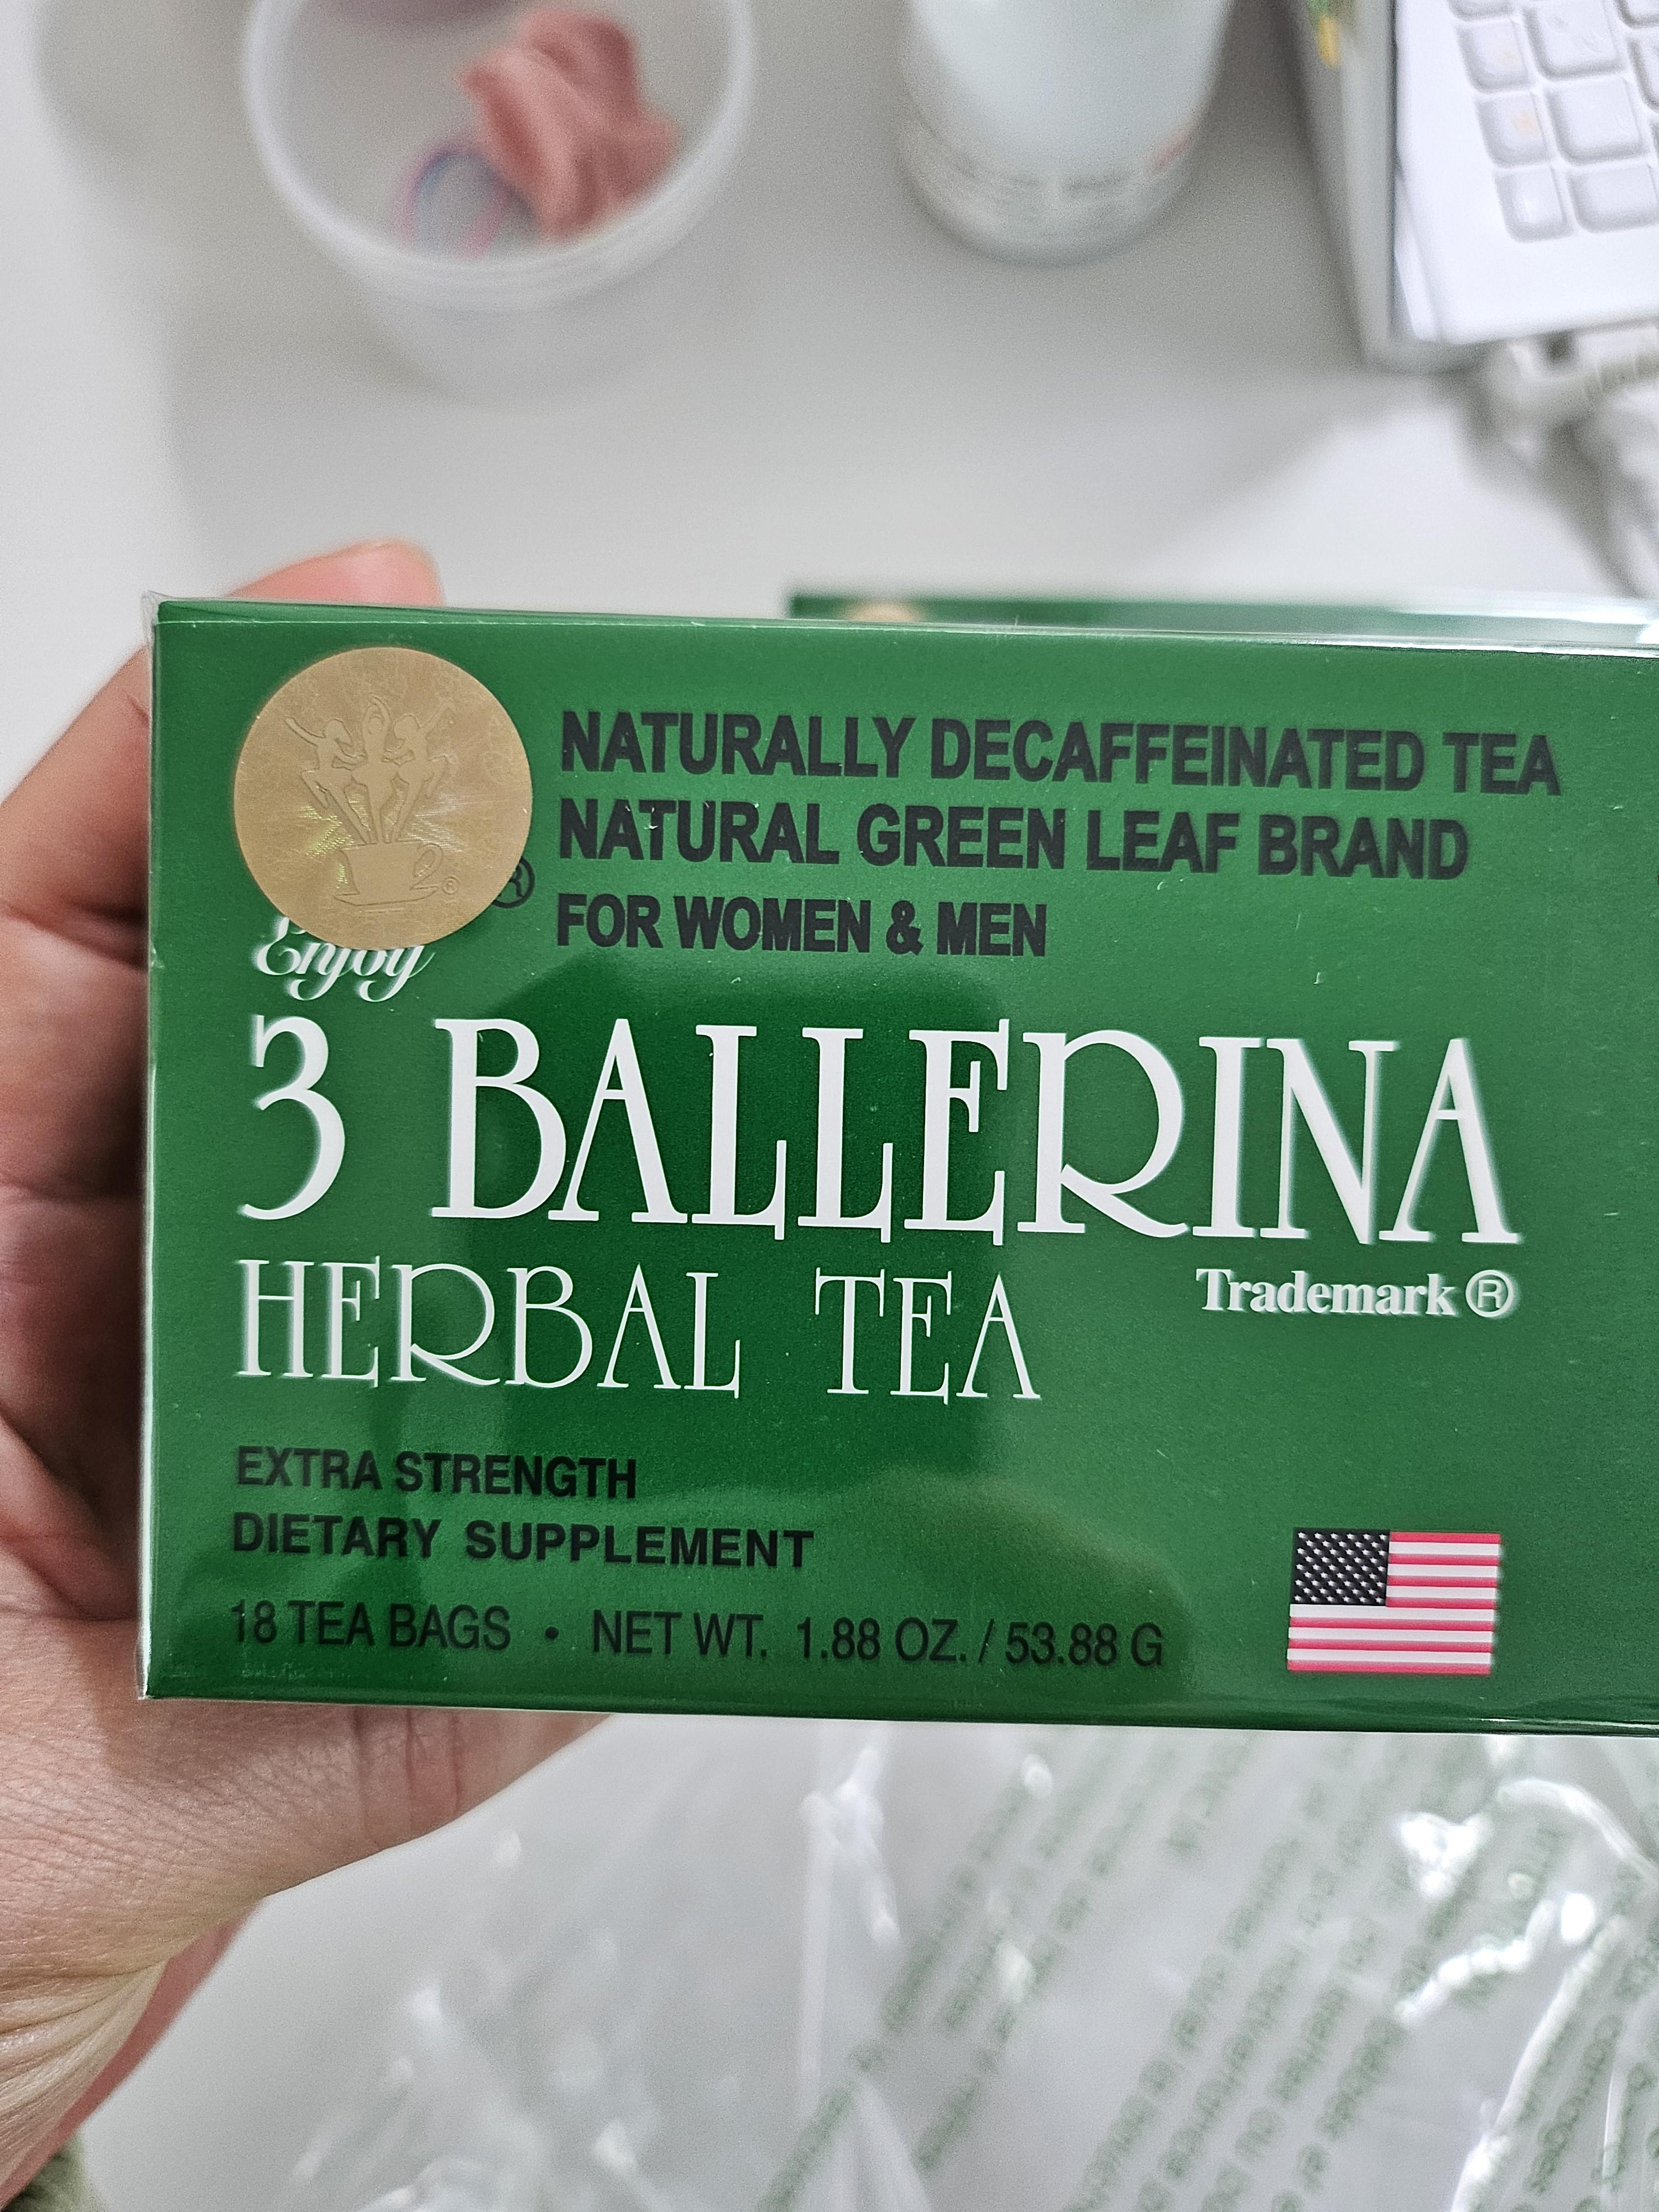 NATURALLY DECAFFEINATED TEA
NATURAL GREEN LEAF BRAND
®
FOR WOMEN & MEN
Enjoy
3 BALLERINA
HERBAL TEA
Trademark ®
EXTRA STRENGTH
DIETARY SUPPLEMENT
18 TEA BAGS • NET WT. 1.88 OZ. / 53.88 G